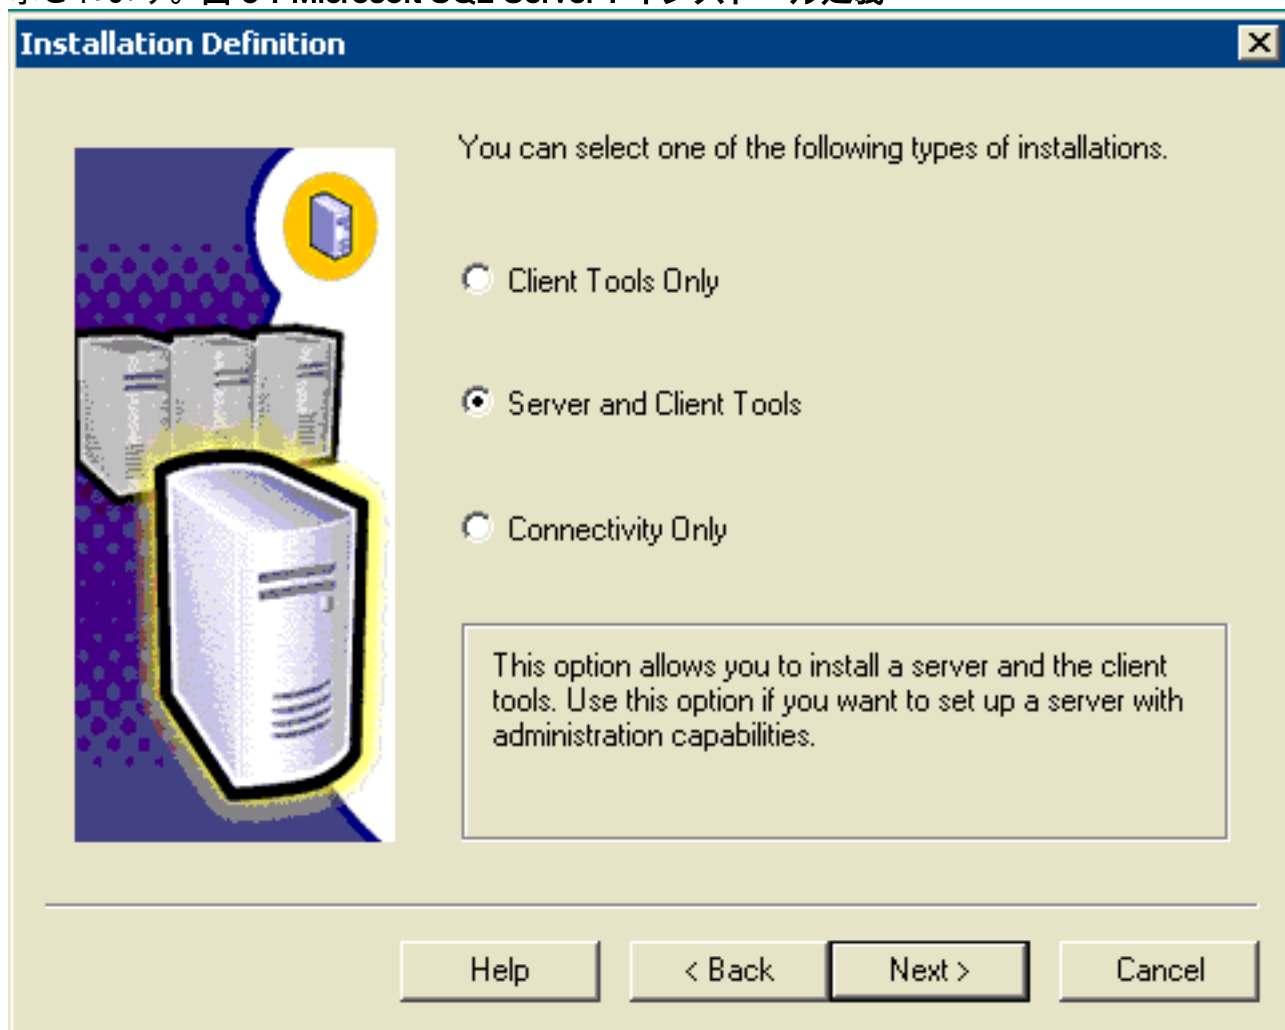 Installation Definition
You can select one of the following types of installations.
Client Tools Only
Server and Client Tools
Connectivity Only
This option allows you to install a server and the client
tools. Use this option if you want to set up a server with
administration capabilities.
Help
< Back
Next >
Cancel